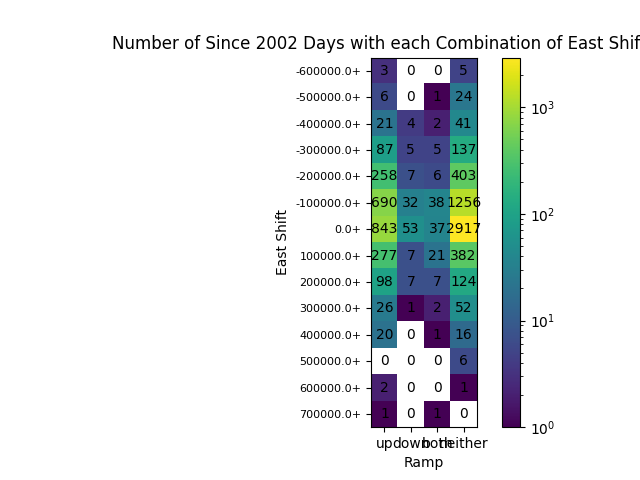 Number of Since 2002 Days with each Combination of East Shif
-600000.0+ 3 0 0 5
-500000.0+ 6 0 1 24
-400000.0+ 21 4 2 41
-300000.0+ 87 5 5 137
-200000.0+ 258 7 6 403
-100000.0+ 690 32 38 1256
0.0+ 843 53 37 2917
100000.0+ 277 7 21 382
200000.0+ 98 7 7 124
300000.0+ 26 1 2 52
400000.0+ 20 0 1 16
500000.0+ 0 0 0 6
600000.0+ 2 0 0 1
700000.0+ 1 0 1 0
up down both neither
Ramp
East Shift
10³
10²
10¹
10⁰